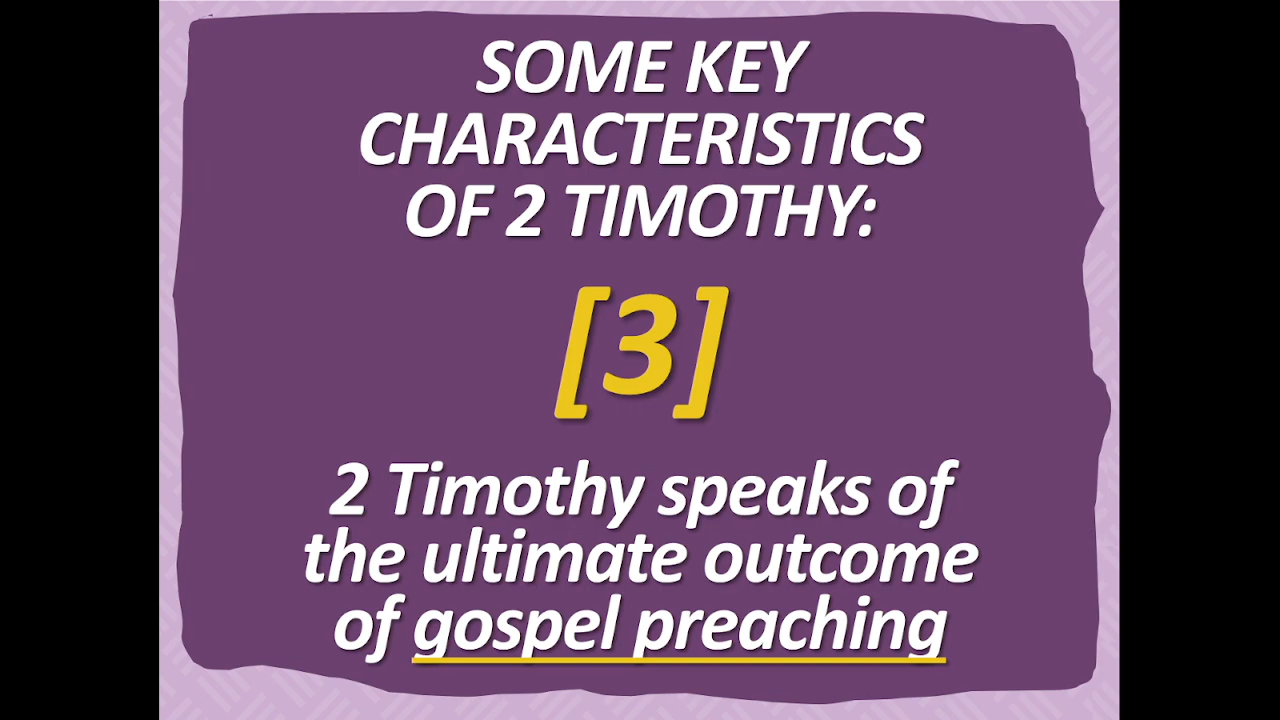 SOME KEY
CHARACTERISTICS
OF 2 TIMOTHY:
[3]
2 Timothy speaks of
the ultimate outcome
of gospel preaching